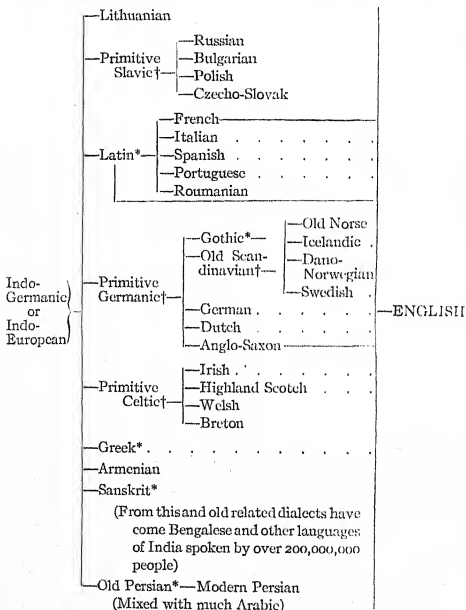 Lithuanian
Primitive
Slavic†
Russian
Bulgarian
Polish
Czecho-Slovak
Latin*
French
Italian
Spanish
Portuguese
Roumanian
Indo-
Germanic
or
Indo-
European
Primitive
Germanic†
Gothic*
Old Scan-
dinavian†
Old Norse
Icelandic
Dano-
Norwegian
Swedish
German
Dutch
Anglo-Saxon
ENGLISH
Primitive
Celtic†
Irish
Highland Scotch
Welsh
Breton
Greek*
Armenian
Sanskrit*
(From this and old related dialects have
come Bengalese and other languages
of India spoken by over 200,000,000
people)
Old Persian*—Modern Persian
(Mixed with much Arabic)